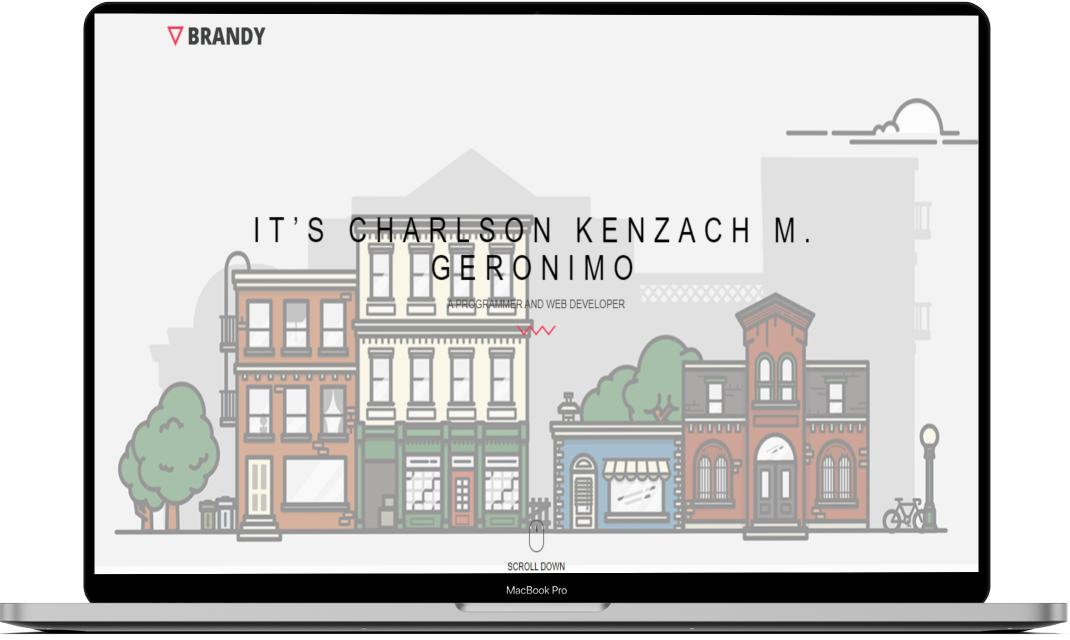 BRANDY
IT’S CHARLSON KENZACH M.
GERONIMO
A PROGRAMMER AND WEB DEVELOPER
SCROLL DOWN
MacBook Pro